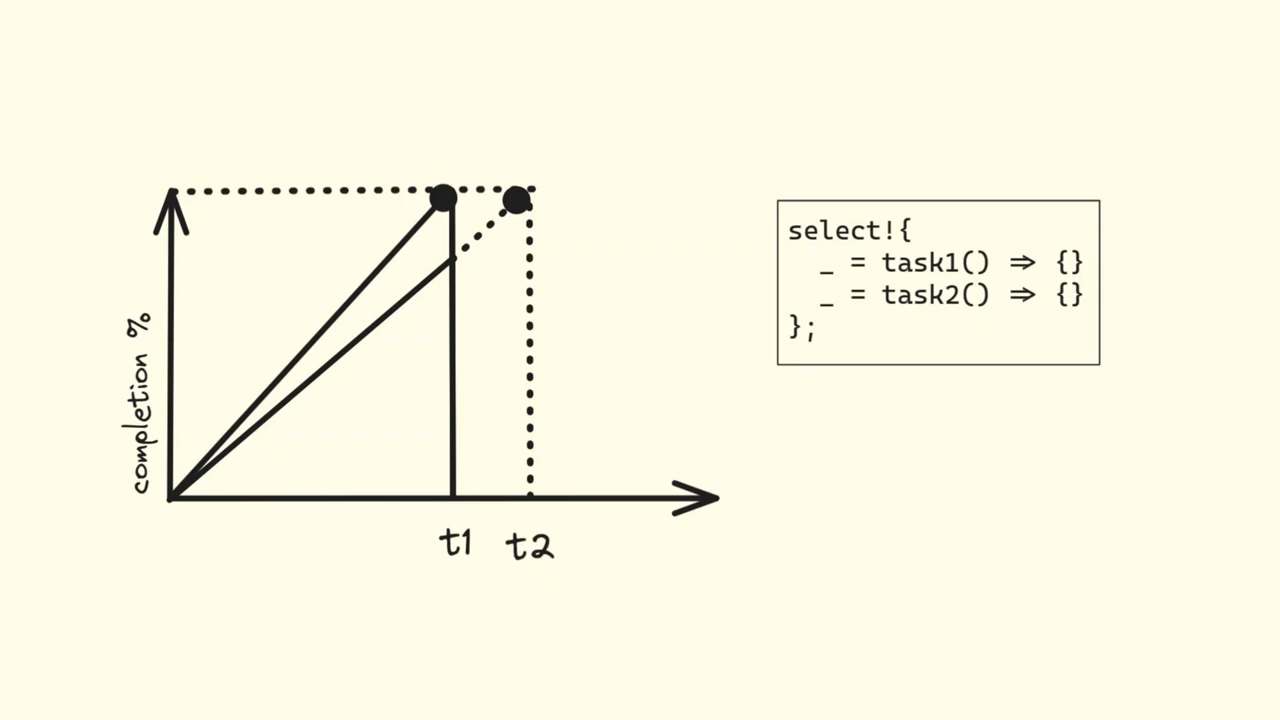 completion %
t1
t2
select!{
  _ = task1() => {}
  _ = task2() => {}
};